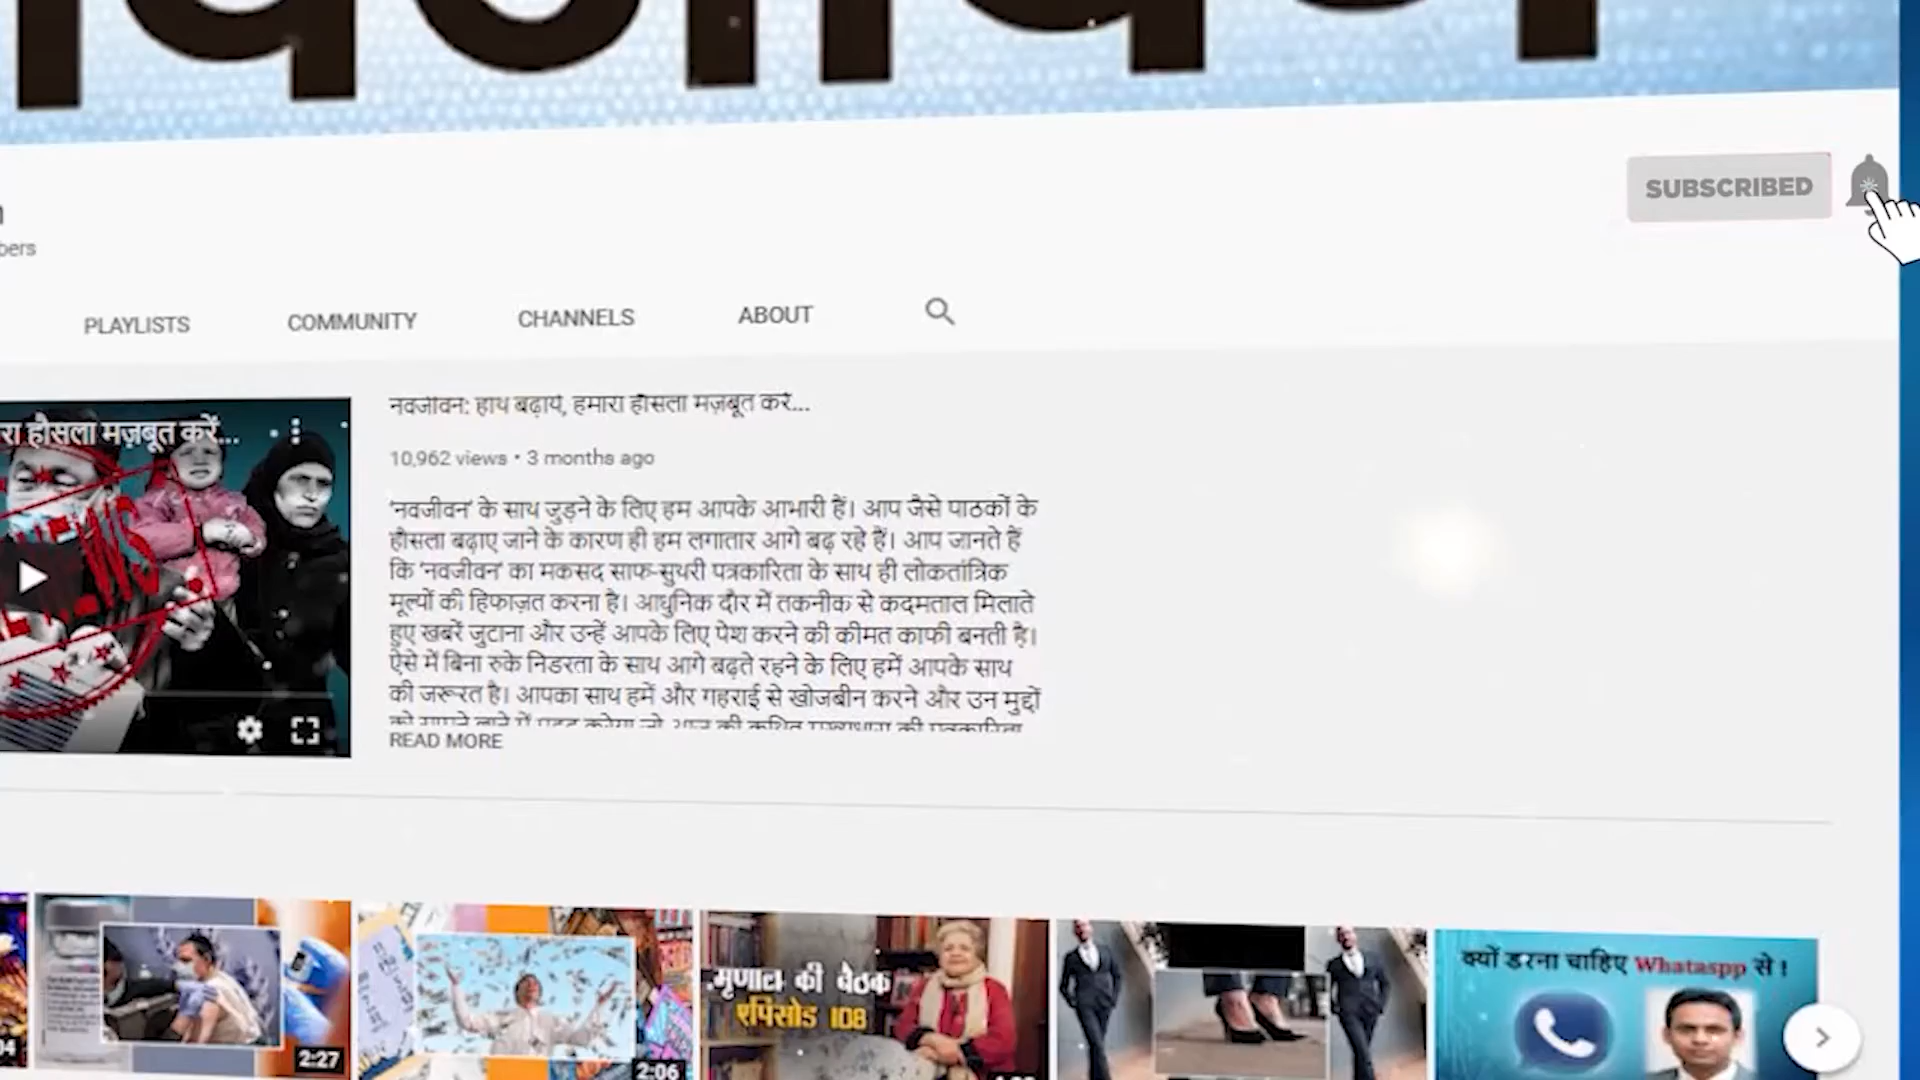 SUBSCRIBED
PLAYLISTS
COMMUNITY
CHANNELS
ABOUT
रा हौसला मज़बूत करें...
नवजीवन: हाथ बढ़ायें, हमारा हौसला मज़बूत करें...
10,962 views • 3 months ago
'नवजीवन' के साथ जुड़ने के लिए हम आपके आभारी हैं। आप जैसे पाठकों के
हौसला बढ़ाए जाने के कारण ही हम लगातार आगे बढ़ रहे हैं। आप जानते हैं
कि 'नवजीवन' का मकसद साफ-सुथरी पत्रकारिता के साथ ही लोकतांत्रिक
मूल्यों की हिफाज़त करना है। आधुनिक दौर में तकनीक से कदमताल मिलाते
हुए खबरें जुटाना और उन्हें आपके लिए पेश करने की कीमत काफी बनती है।
ऐसे में बिना रुके निडरता के साथ आगे बढ़ते रहने के लिए हमें आपके साथ
की जरूरत है। आपका साथ हमें और गहराई से खोजबीन करने और उन मुद्दों
READ MORE
2:27
2:06
मृणाल की बैठक
एपिसोड 108
क्यों डरना चाहिए Whataspp से !